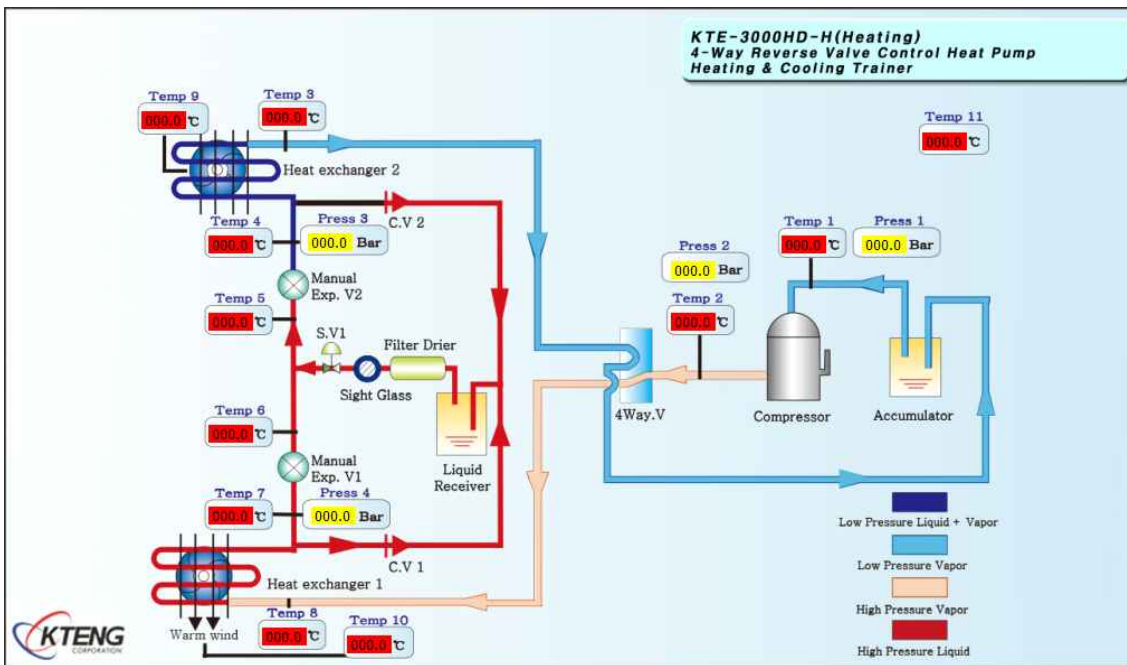 KTE-3000HD-H(Heating)
4-Way Reverse Valve Control Heat Pump
Heating & Cooling Trainer
Temp 9
000.0 ℃
Temp 3
000.0 ℃
Temp 11
000.0 ℃
Heat exchanger 2
Temp 4
000.0 ℃
Press 3
000.0 Bar
C.V 2
Temp 1
000.0 ℃
Press 1
000.0 Bar
Press 2
000.0 Bar
Temp 2
000.0 ℃
Manual
Exp. V2
Temp 5
000.0 ℃
S.V1
Filter Drier
Sight Glass
4Way.V
Compressor
Accumulator
Temp 6
000.0 ℃
Manual
Exp. V1
Liquid
Receiver
Temp 7
000.0 ℃
Press 4
000.0 Bar
C.V 1
Heat exchanger 1
Temp 8
000.0 ℃
Temp 10
000.0 ℃
Warm wind
KTENG
CORPORATION
Low Pressure Liquid + Vapor
Low Pressure Vapor
High Pressure Vapor
High Pressure Liquid